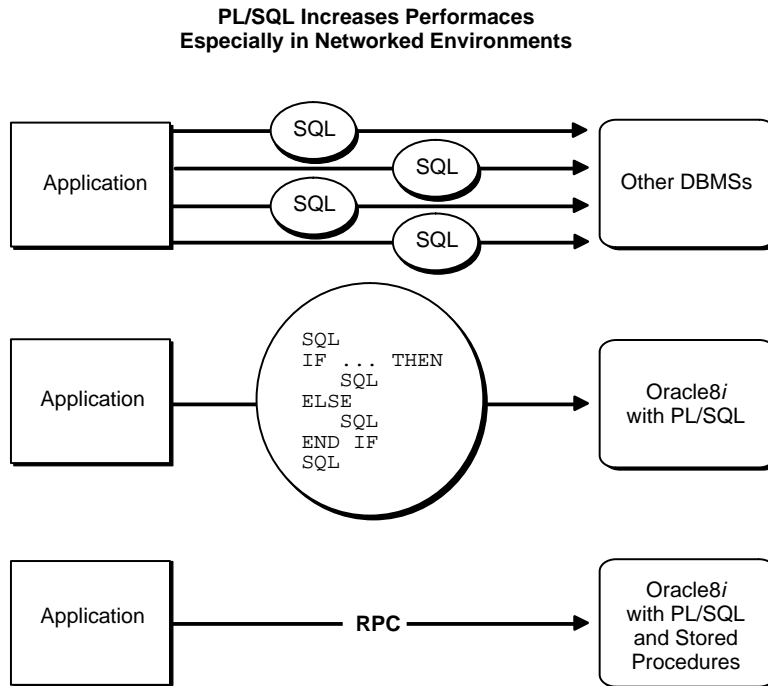 PL/SQL Increases Performaces
Especially in Networked Environments
SQL
SQL
Application
Other DBMSs
SQL
SQL
SQL
IF ... THEN
SQL
ELSE
SQL
END IF
SQL
Application
Oracle8i
with PL/SQL
Application
RPC
Oracle8i
with PL/SQL
and Stored
Procedures